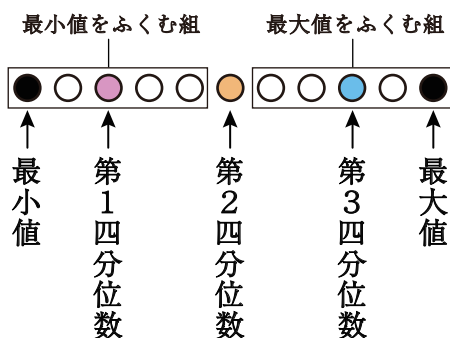 最小値をふくむ組
最大値をふくむ組
最小値
第1四分位数
第2四分位数
第3四分位数
最大値